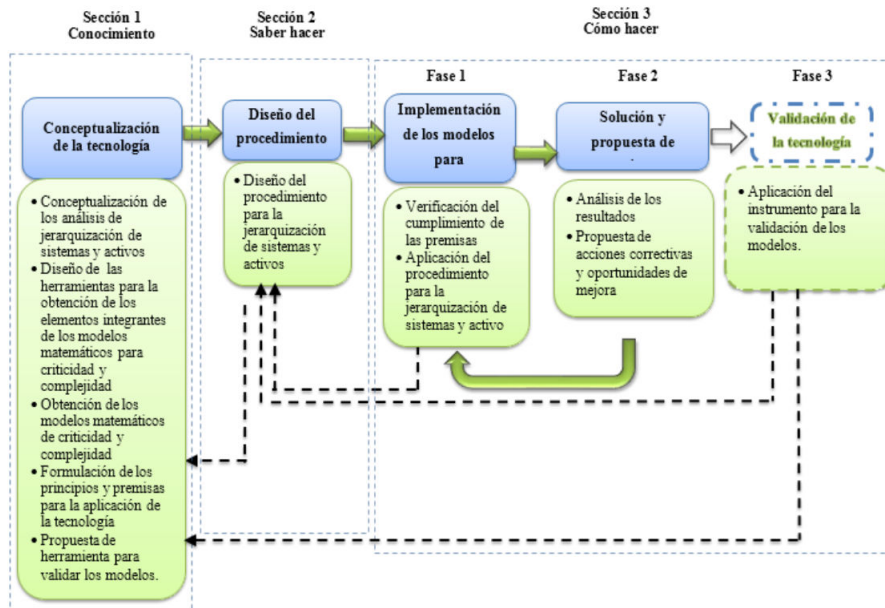 Sección 1
Conocimiento
Sección 2
Saber hacer
Sección 3
Cómo hacer
Fase 1
Fase 2
Fase 3
Conceptualización
de la tecnología
Diseño del
procedimiento
Implementación
de los modelos
para
Solución y
propuesta de
.
Validación de
la tecnología
• Conceptualización de
los análisis de
jerarquización de
sistemas y activos
• Diseño de las
herramientas para la
obtención de los
elementos integrantes
de los modelos
matemáticos para
criticidad y
complejidad
• Obtención de los
modelos matemáticos
de criticidad y
complejidad
• Formulación de los
principios y premisas
para la aplicación de
la tecnología
• Propuesta de
herramienta para
validar los modelos.
• Diseño del
procedimiento
para la
jerarquización
de sistemas y
activos
• Verificación del
cumplimiento de
las premisas
• Aplicación del
procedimiento
para la
jerarquización de
sistemas y activo
• Análisis de los
resultados
• Propuesta de
acciones correctivas
y oportunidades de
mejora
• Aplicación del
instrumento para la
validación de los
modelos.